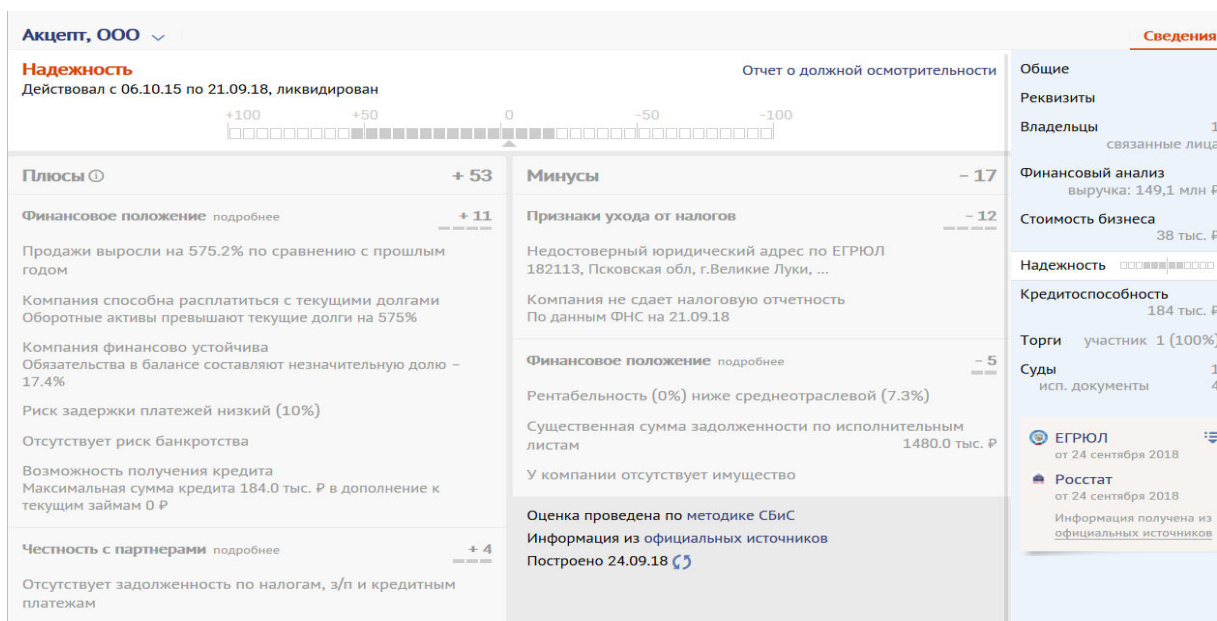 Акцепт, ООО
Сведения
Надежность
Отчет о должной осмотрительности
Действовал с 06.10.15 по 21.09.18, ликвидирован
+100 +50 0 -50 -100
Плюсы + 53
Финансовое положение подробнее + 11
Продажи выросли на 575.2% по сравнению с прошлым
годом
Компания способна расплатиться с текущими долгами
Оборотные активы превышают текущие долги на 575%
Компания финансово устойчива
Обязательства в балансе составляют незначительную долю –
17.4%
Риск задержки платежей низкий (10%)
Отсутствует риск банкротства
Возможность получения кредита
Максимальная сумма кредита 184.0 тыс. ₽ в дополнение к
текущим займам 0 ₽
Честность с партнерами подробнее + 4
Отсутствует задолженность по налогам, з/п и кредитным
платежам
Минусы - 17
Признаки ухода от налогов - 12
Недостоверный юридический адрес по ЕГРЮЛ
182113, Псковская обл, г.Великие Луки, ...
Компания не сдает налоговую отчетность
По данным ФНС на 21.09.18
Финансовое положение подробнее - 5
Рентабельность (0%) ниже среднеотраслевой (7.3%)
Существенная сумма задолженности по исполнительным
листам 1480.0 тыс. ₽
У компании отсутствует имущество
Оценка проведена по методике СБиС
Информация из официальных источников
Построено 24.09.18
Общие
Реквизиты
Владельцы 1
связанные лица
Финансовый анализ
выручка: 149,1 млн ₽
Стоимость бизнеса
38 тыс. ₽
Надежность
Кредитоспособность
184 тыс. ₽
Торги участник 1 (100%)
Суды 1
исп. документы 4
ЕГРЮЛ
от 24 сентября 2018
Росстат
от 24 сентября 2018
Информация получена из
официальных источников